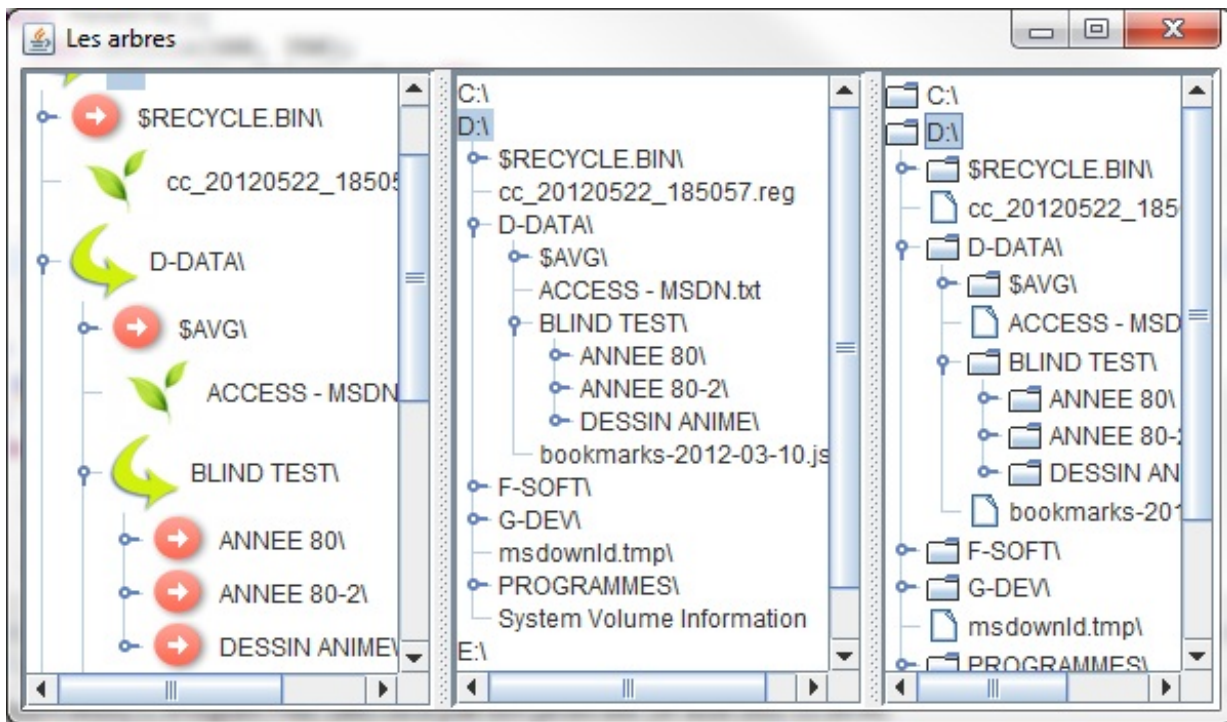 Les arbres
$RECYCLE.BIN\
cc_20120522_18505
D-DATA\
$AVG\
ACCESS - MSDN
BLIND TEST\
ANNEE 80\
ANNEE 80-2\
DESSIN ANIME\
C:\
D:\
$RECYCLE.BIN\
cc_20120522_185057.reg
D-DATA\
$AVG\
ACCESS - MSDN.txt
BLIND TEST\
ANNEE 80\
ANNEE 80-2\
DESSIN ANIME\
bookmarks-2012-03-10.js
F-SOFT\
G-DEV\
msdownld.tmp\
PROGRAMMES\
System Volume Information
E:\
C:\
D:\
$RECYCLE.BIN\
cc_20120522_185
D-DATA\
$AVG\
ACCESS - MSD
BLIND TEST\
ANNEE 80\
ANNEE 80-2
DESSIN AN
bookmarks-201
F-SOFT\
G-DEV\
msdownld.tmp\
PROGRAMMES\